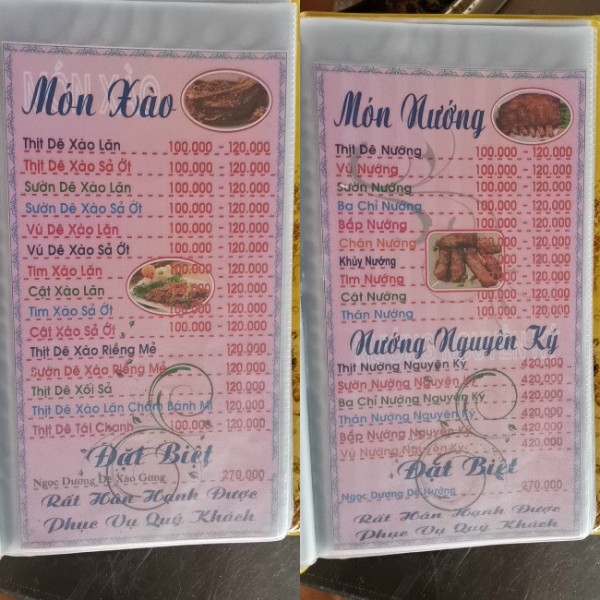 Món Xào
Thịt Dê Xào Lăn 100.000 - 120.000
Thịt Dê Xào Sả Ớt 100.000 - 120.000
Sườn Dê Xào Lăn 100.000 - 120.000
Sườn Dê Xào Sả Ớt 100.000 - 120.000
Vú Dê Xào Lăn 100.000 - 120.000
Vú Dê Xào Sả Ớt 100.000 - 120.000
Tim Xào Lăn 100.000 - 120.000
Cật Xào Lăn 100.000 - 120.000
Tim Xào Sả Ớt 100.000 - 120.000
Cật Xào Sả Ớt 100.000 - 120.000
Thịt Dê Xào Riềng Mẻ 120.000
Sườn Dê Xào Riềng Mẻ 120.000
Thịt Dê Xối Sả 120.000
Thịt Dê Xào Lăn Chấm Bánh Mì 120.000
Thịt Dê Tái Chanh 120.000
Đặt Biệt
Ngọc Dương Dê Xào Gừng 270.000
Rất Hân Hạnh Được
Phục Vụ Quý Khách
Món Nướng
Thịt Dê Nướng 100.000 - 120.000
Vú Nướng 100.000 - 120.000
Sườn Nướng 100.000 - 120.000
Ba Chỉ Nướng 100.000 - 120.000
Bắp Nướng 100.000 - 120.000
Chân Nướng 100.000 - 120.000
Khủy Nướng 100.000 - 120.000
Tim Nướng 100.000 - 120.000
Cật Nướng 100.000 - 120.000
Thăn Nướng 100.000 - 120.000
Nướng Nguyên Ký
Thịt Nướng Nguyên Ký 420.000
Sườn Nướng Nguyên Ký 420.000
Ba Chỉ Nướng Nguyên Ký 420.000
Thăn Nướng Nguyên Ký 420.000
Bắp Nướng Nguyên Ký 420.000
Vú Nướng Nguyên Ký 420.000
Đặt Biệt
Ngọc Dương Dê Nướng 270.000
Rất Hân Hạnh Được
Phục Vụ Quý Khách